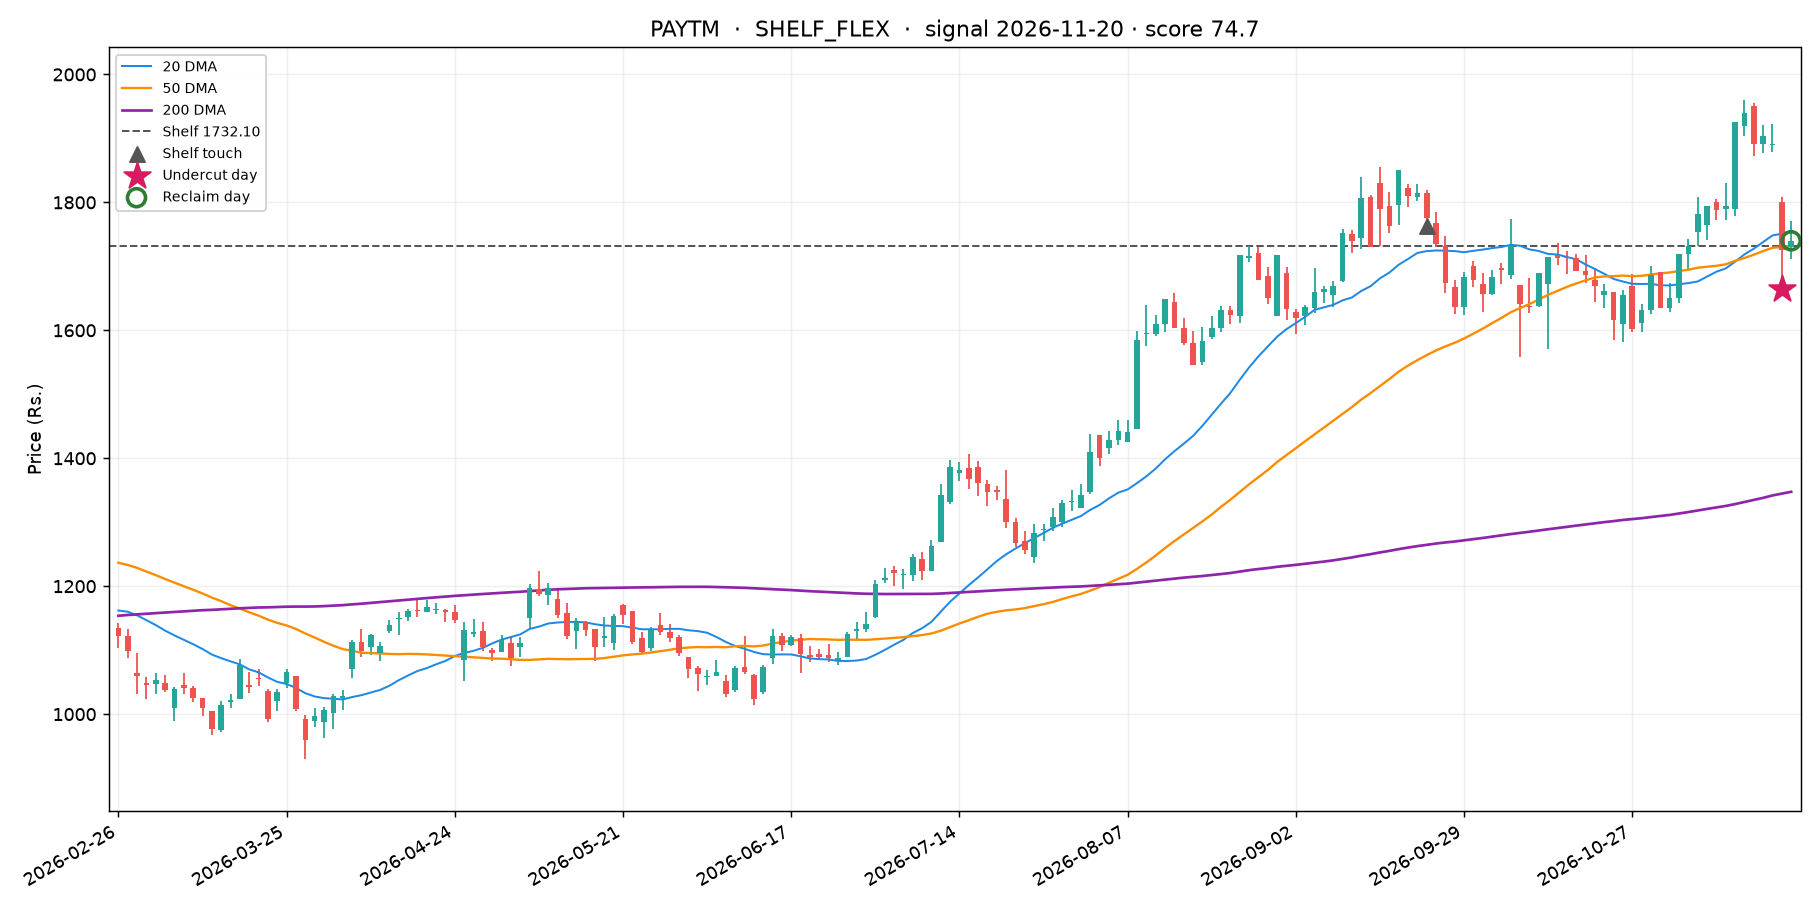 PAYTM · SHELF_FLEX · signal 2026-11-20 · score 74.7
20 DMA
50 DMA
200 DMA
Shelf 1732.10
Shelf touch
Undercut day
Reclaim day
Price (Rs.)
2000
1800
1600
1400
1200
1000
2026-02-26
2026-03-25
2026-04-24
2026-05-21
2026-06-17
2026-07-14
2026-08-07
2026-09-02
2026-09-29
2026-10-27